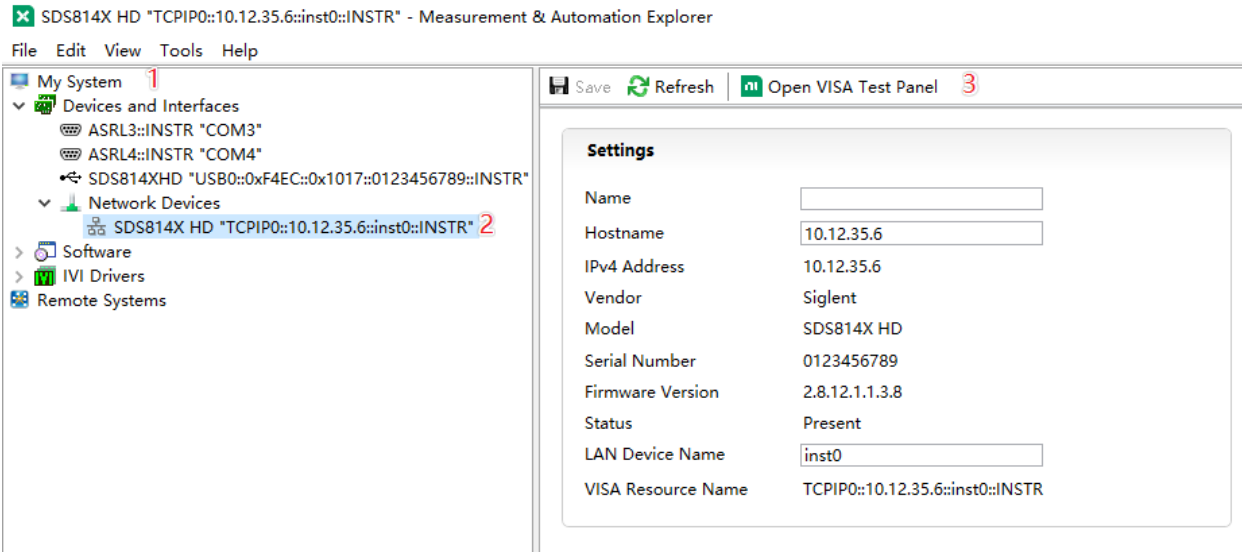 SDS814X HD "TCPIP0::10.12.35.6::inst0::INSTR" - Measurement & Automation Explorer
File Edit View Tools Help
My System 1
Devices and Interfaces
ASRL3::INSTR "COM3"
ASRL4::INSTR "COM4"
SDS814XHD "USB0::0xF4EC::0x1017::0123456789::INSTR"
Network Devices
SDS814X HD "TCPIP0::10.12.35.6::inst0::INSTR" 2
Software
IVI Drivers
Remote Systems
Save Refresh Open VISA Test Panel 3
Settings
Name
Hostname 10.12.35.6
IPv4 Address 10.12.35.6
Vendor Siglent
Model SDS814X HD
Serial Number 0123456789
Firmware Version 2.8.12.1.1.3.8
Status Present
LAN Device Name inst0
VISA Resource Name TCPIP0::10.12.35.6::inst0::INSTR